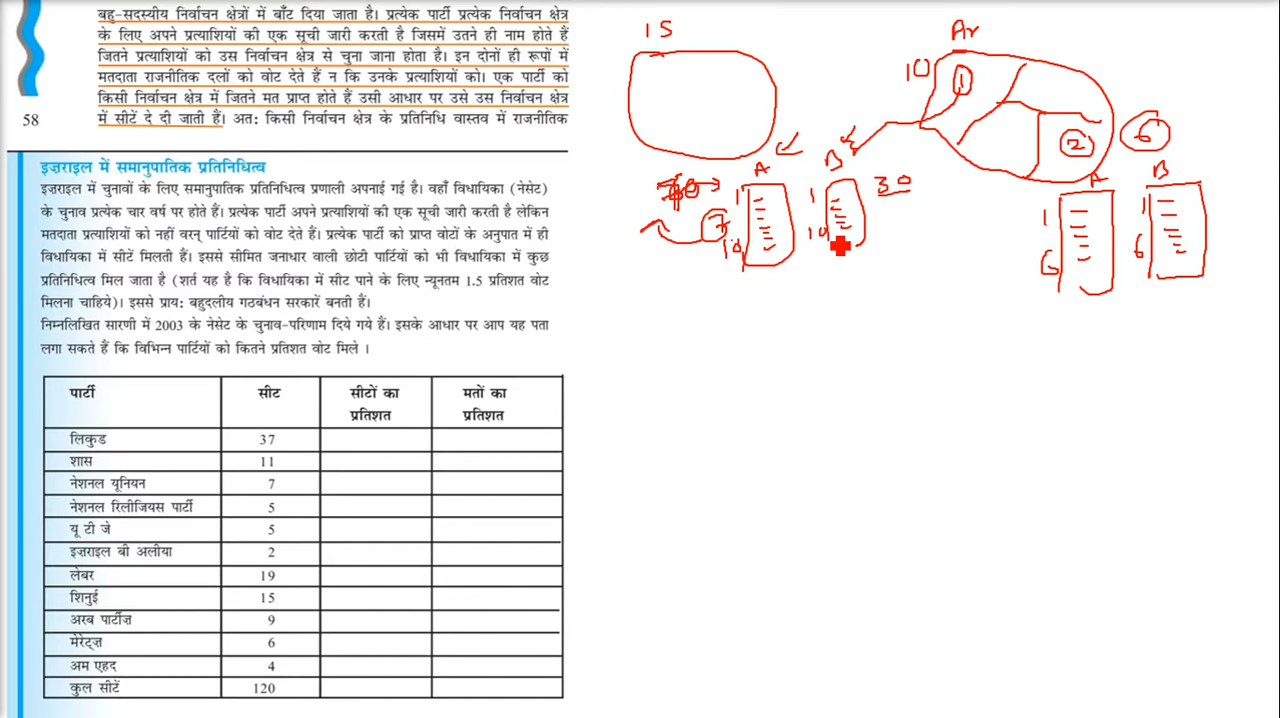 बहु-सदस्यीय निर्वाचन क्षेत्रों में बाँट दिया जाता है। प्रत्येक पार्टी प्रत्येक निर्वाचन क्षेत्र
के लिए अपने प्रत्याशियों की एक सूची जारी करती है जिसमें उतने ही नाम होते हैं
जितने प्रत्याशियों को उस निर्वाचन क्षेत्र से चुना जाना होता है। इन दोनों ही रूपों में
मतदाता राजनीतिक दलों को वोट देते हैं न कि उनके प्रत्याशियों को। एक पार्टी को
किसी निर्वाचन क्षेत्र में जितने मत प्राप्त होते हैं उसी आधार पर उसे उस निर्वाचन क्षेत्र
में सीटें दे दी जाती हैं। अत: किसी निर्वाचन क्षेत्र के प्रतिनिधि वास्तव में राजनीतिक
58
इज़राइल में समानुपातिक प्रतिनिधित्व
इज़राइल में चुनावों के लिए समानुपातिक प्रतिनिधित्व प्रणाली अपनाई गई है। वहाँ विधायिका (नेसेट)
के चुनाव प्रत्येक चार वर्ष पर होते हैं। प्रत्येक पार्टी अपने प्रत्याशियों की एक सूची जारी करती है लेकिन
मतदाता प्रत्याशियों को नहीं वरन् पार्टियों को वोट देते हैं। प्रत्येक पार्टी को प्राप्त वोटों के अनुपात में ही
विधायिका में सीटें मिलती हैं। इससे सीमित जनाधार वाली छोटी पार्टियों को भी विधायिका में कुछ
प्रतिनिधित्व मिल जाता है (शर्त यह है कि विधायिका में सीट पाने के लिए न्यूनतम 1.5 प्रतिशत वोट
मिलना चाहिये)। इससे प्राय: बहुदलीय गठबंधन सरकारें बनती हैं।
निम्नलिखित सारणी में 2003 के नेसेट के चुनाव-परिणाम दिये गये हैं। इसके आधार पर आप यह पता
लगा सकते हैं कि विभिन्न पार्टियों को कितने प्रतिशत वोट मिले ।
पार्टी सीट सीटों का प्रतिशत मतों का प्रतिशत
लिकुड 37
शास 11
नेशनल यूनियन 7
नेशनल रिलीजियस पार्टी 5
यू टी जे 5
इज़राइल बी अलीया 2
लेबर 19
शिनुई 15
अरब पार्टीज़ 9
मेरेट्ज़ 6
अम एहद 4
कुल सीटें 120
Ar
10 1
2 6
A B
1 1 30
7
10 10
A B
1 1
6 6